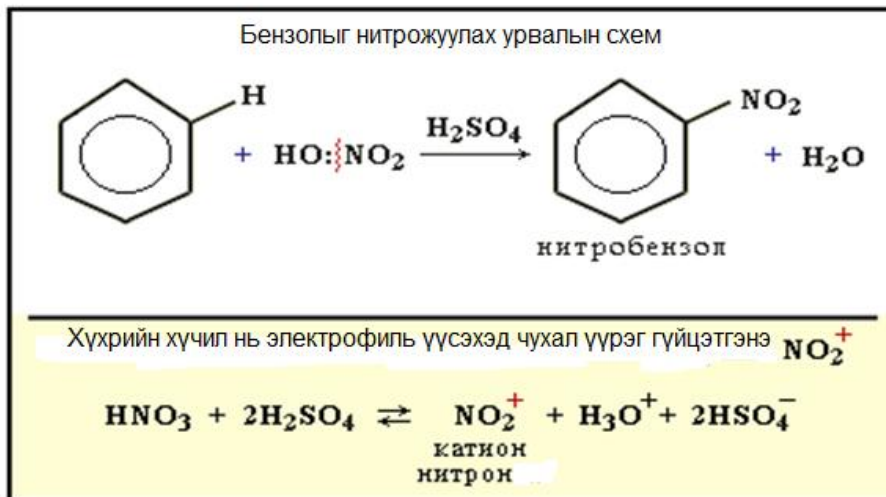 Бензолыг нитрожуулах урвалын схем
H
+ HO:NO₂
H₂SO₄
NO₂
+ H₂O
нитробензол
Хүхрийн хүчил нь электрофиль үүсэхэд чухал үүрэг гүйцэтгэнэ NO₂⁺
HNO₃ + 2H₂SO₄ ⇄ NO₂⁺ + H₃O⁺ + 2HSO₄⁻
катион
нитрон